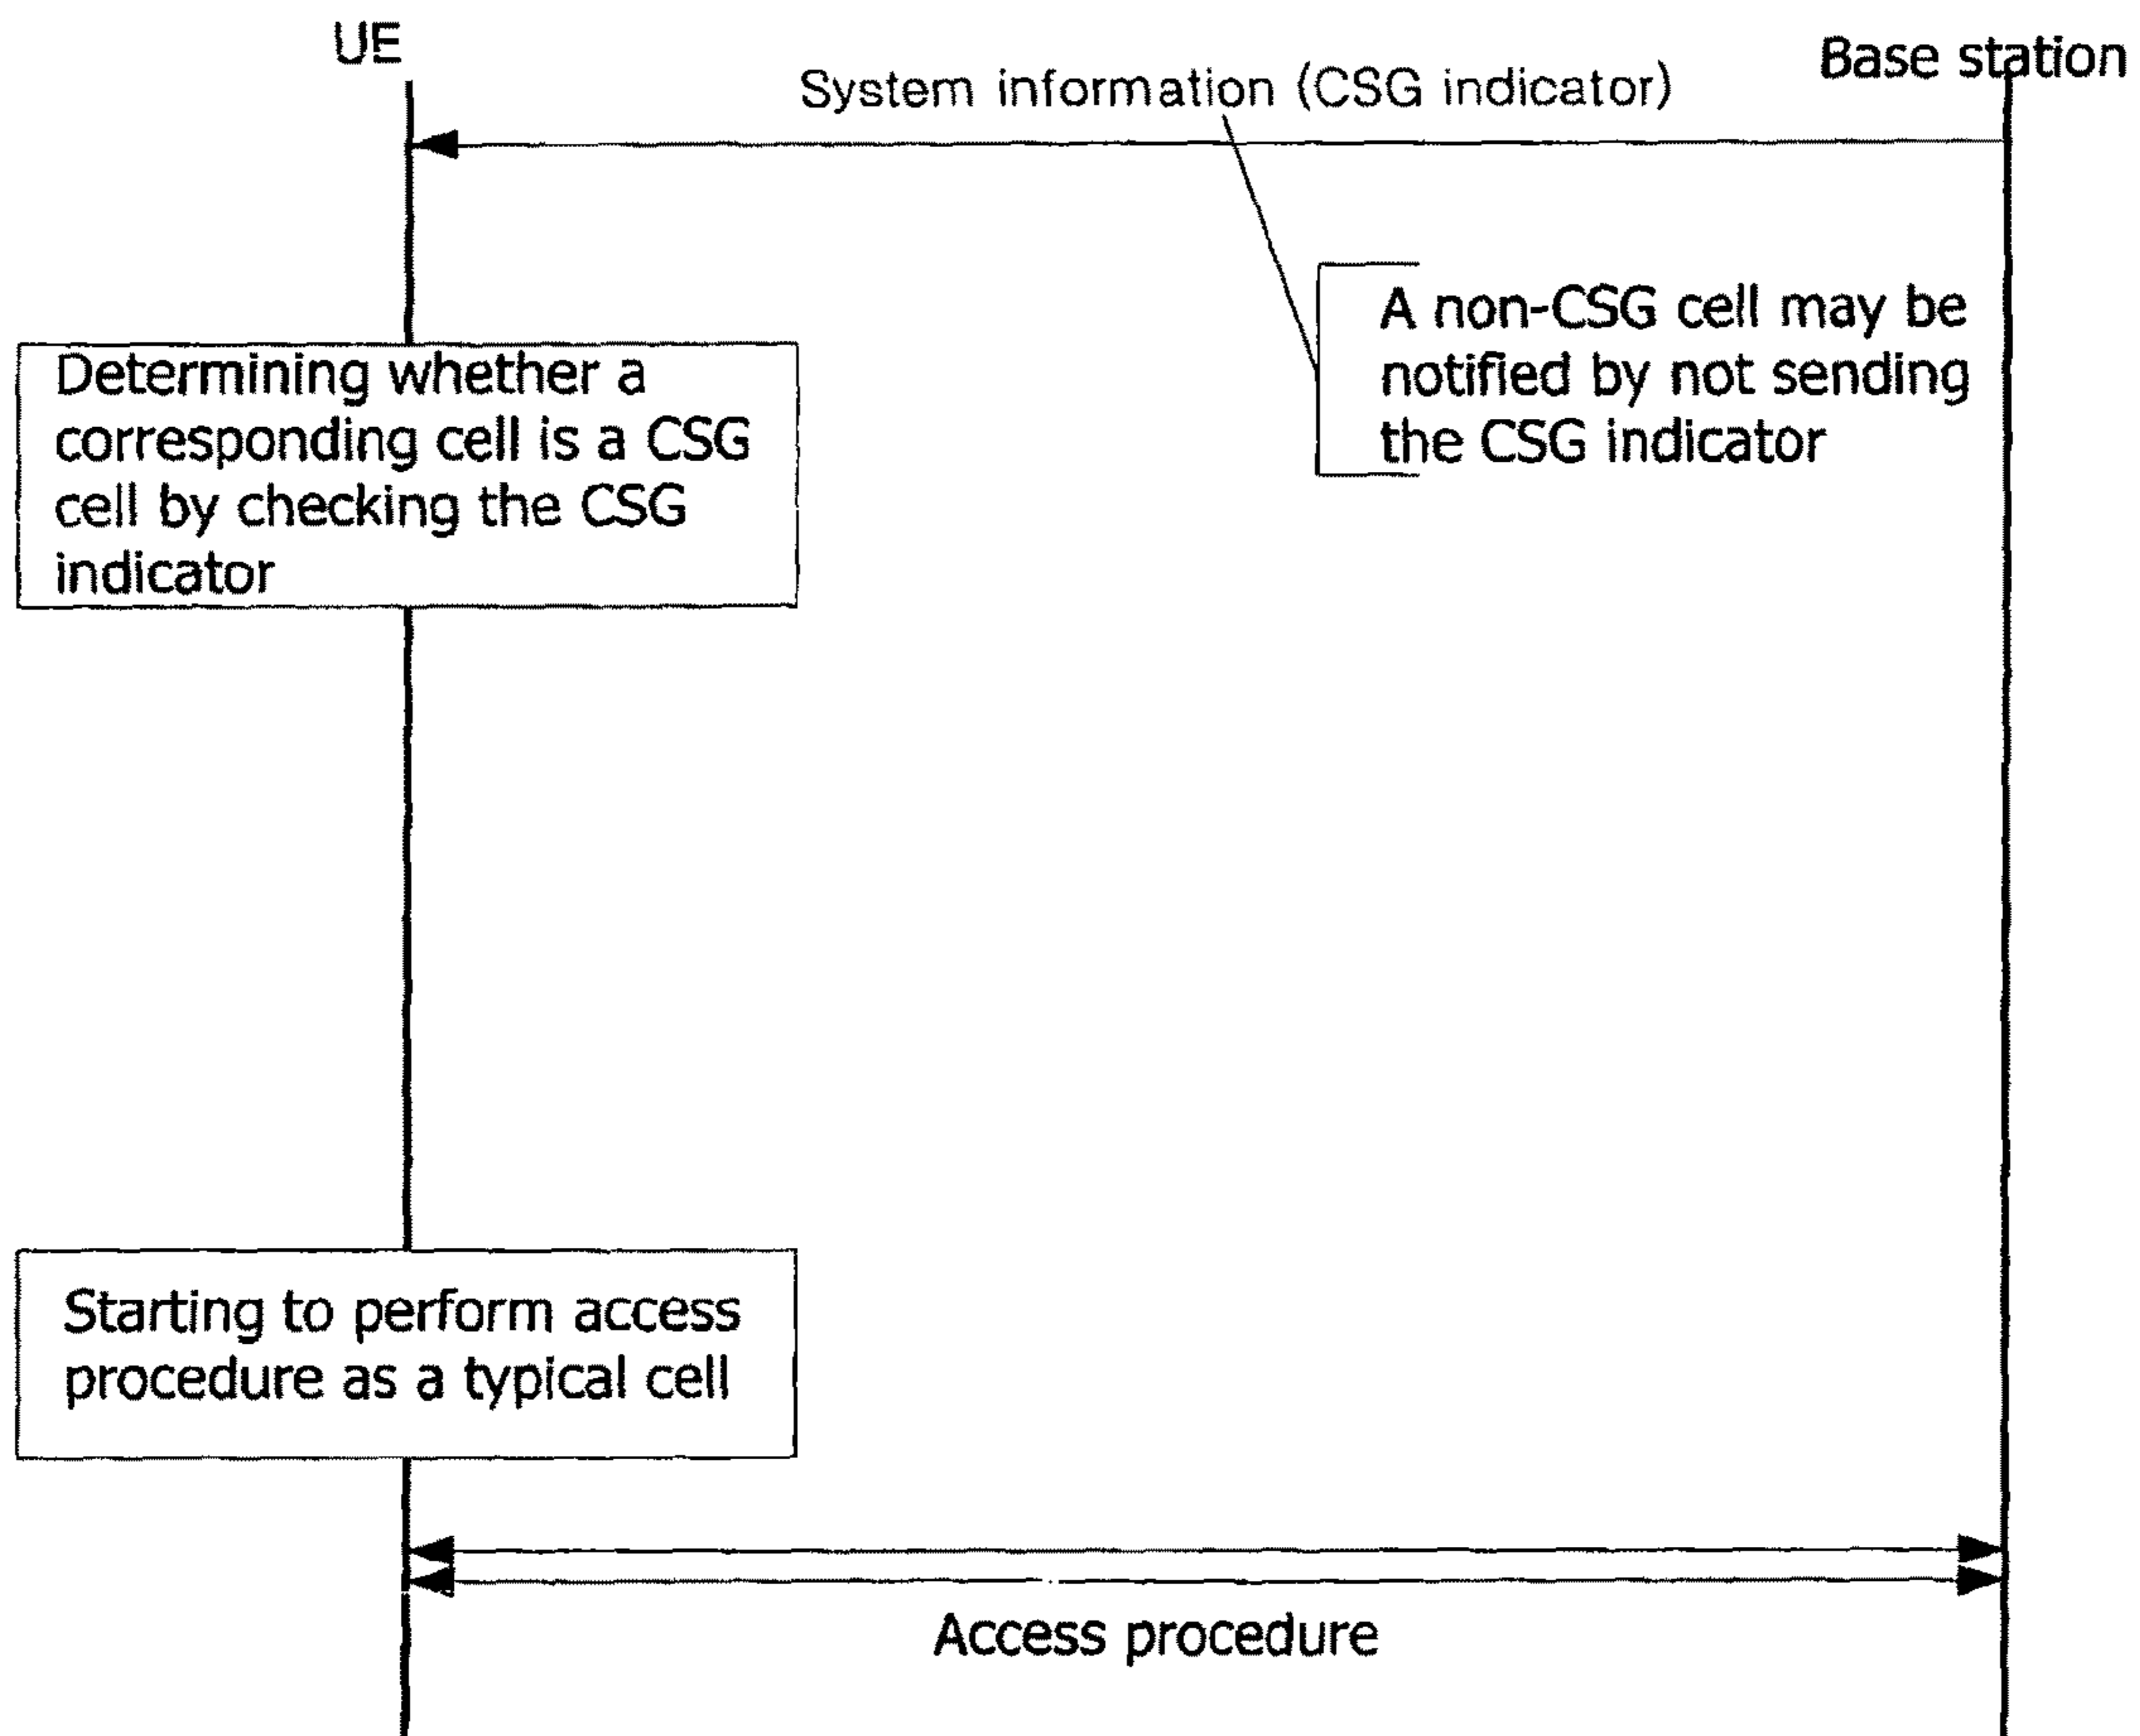 UE
Base station
System information (CSG indicator)
A non-CSG cell may be
notified by not sending
the CSG indicator
Determining whether a
corresponding cell is a CSG
cell by checking the CSG
indicator
Starting to perform access
procedure as a typical cell
Access procedure